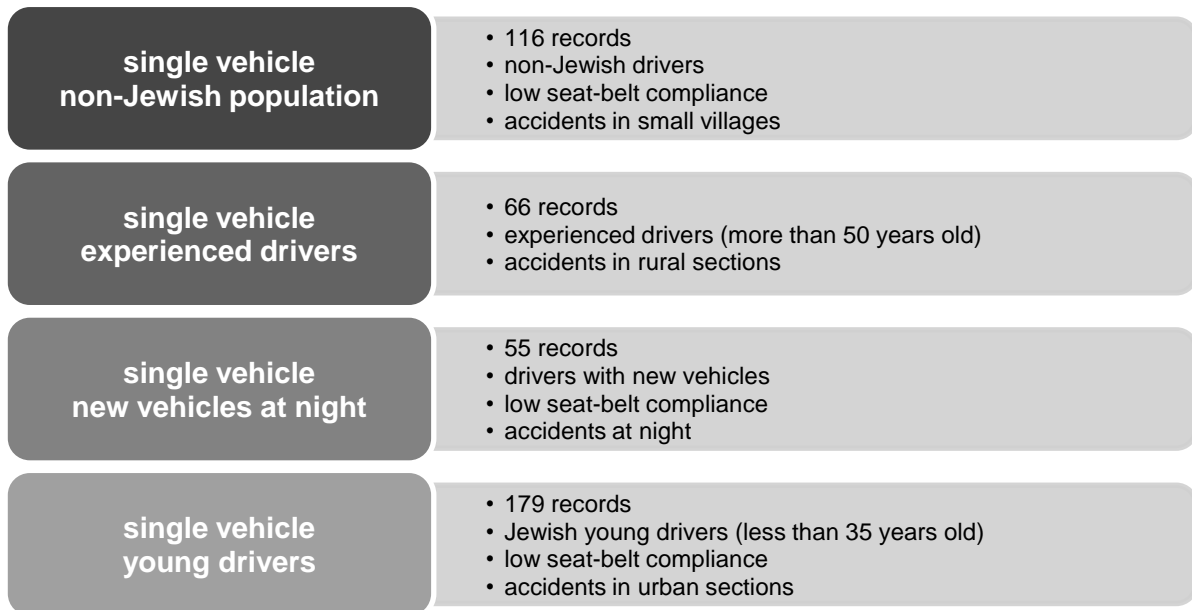 single vehicle
non-Jewish population
• 116 records
• non-Jewish drivers
• low seat-belt compliance
• accidents in small villages
single vehicle
experienced drivers
• 66 records
• experienced drivers (more than 50 years old)
• accidents in rural sections
single vehicle
new vehicles at night
• 55 records
• drivers with new vehicles
• low seat-belt compliance
• accidents at night
single vehicle
young drivers
• 179 records
• Jewish young drivers (less than 35 years old)
• low seat-belt compliance
• accidents in urban sections